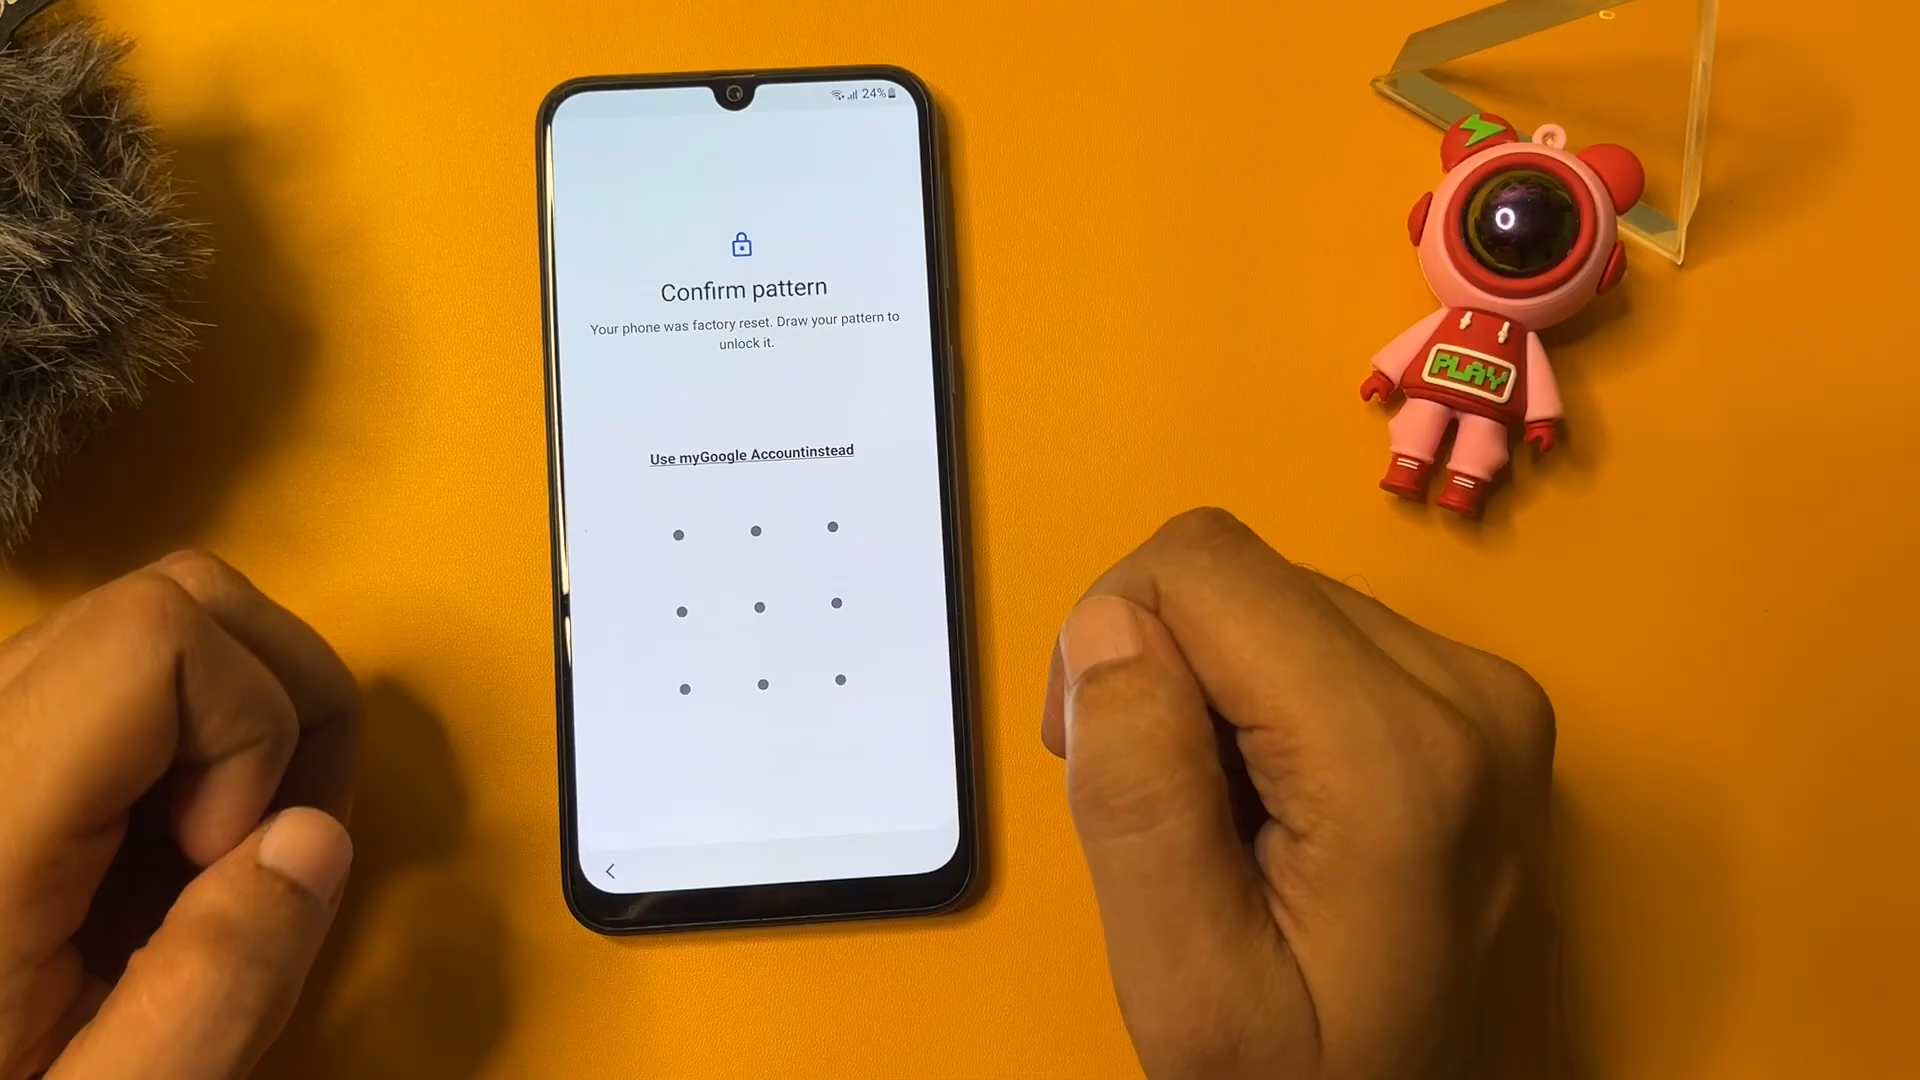 24%
Confirm pattern
Your phone was factory reset. Draw your pattern to
unlock it.
Use myGoogle Accountinstead
PLAY